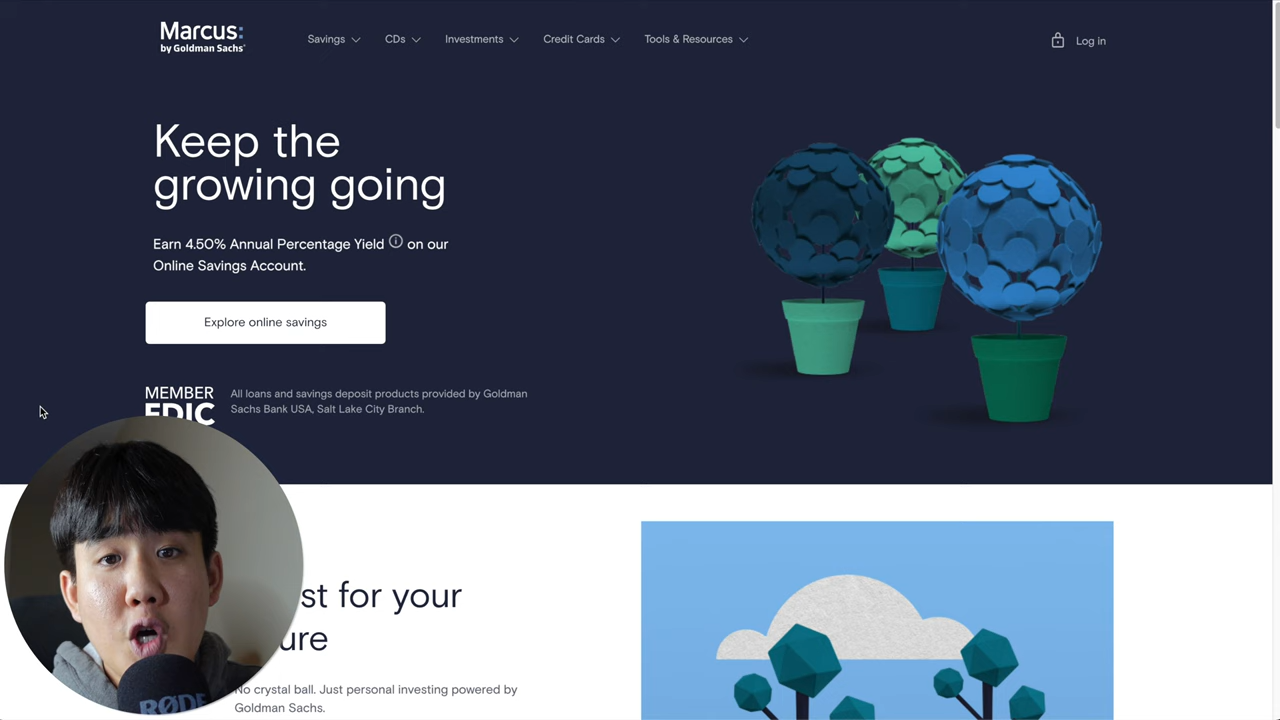 Marcus:
by Goldman Sachs
Savings
CDs
Investments
Credit Cards
Tools & Resources
Log in
Keep the
growing going
Earn 4.50% Annual Percentage Yield on our
Online Savings Account.
Explore online savings
MEMBER
FDIC
All loans and savings deposit products provided by Goldman
Sachs Bank USA, Salt Lake City Branch.
st for your
ure
No crystal ball. Just personal investing powered by
Goldman Sachs.
RØDE